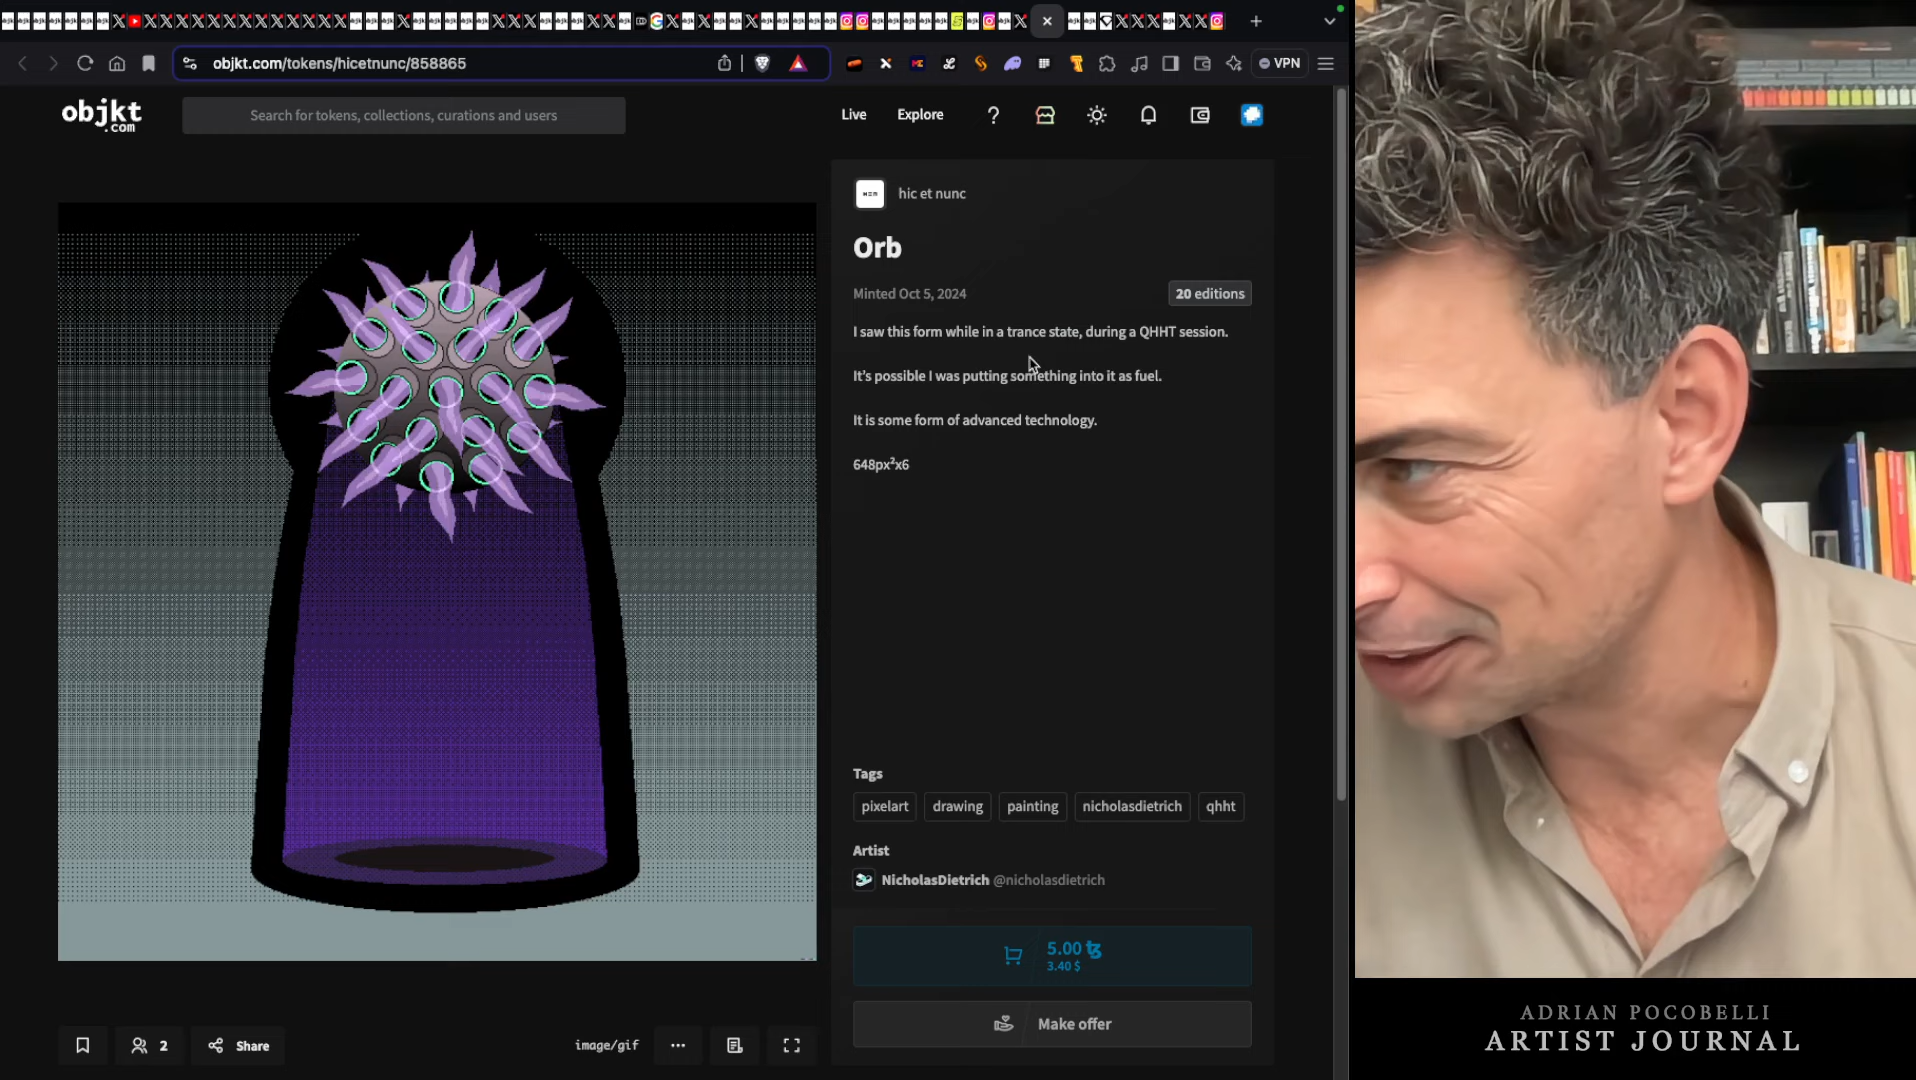 objkt.com/tokens/hicetnunc/858865
VPN
objkt
.com
Search for tokens, collections, curations and users
Live
Explore
?
hic et nunc
Orb
Minted Oct 5, 2024
20 editions
I saw this form while in a trance state, during a QHHT session.
It's possible I was putting something into it as fuel.
It is some form of advanced technology.
648px²x6
Tags
pixelart
drawing
painting
nicholasdietrich
qhht
Artist
NicholasDietrich @nicholasdietrich
5.00 ꜩ
3.40 $
Make offer
2
Share
image/gif
ADRIAN POCOBELLI
ARTIST JOURNAL